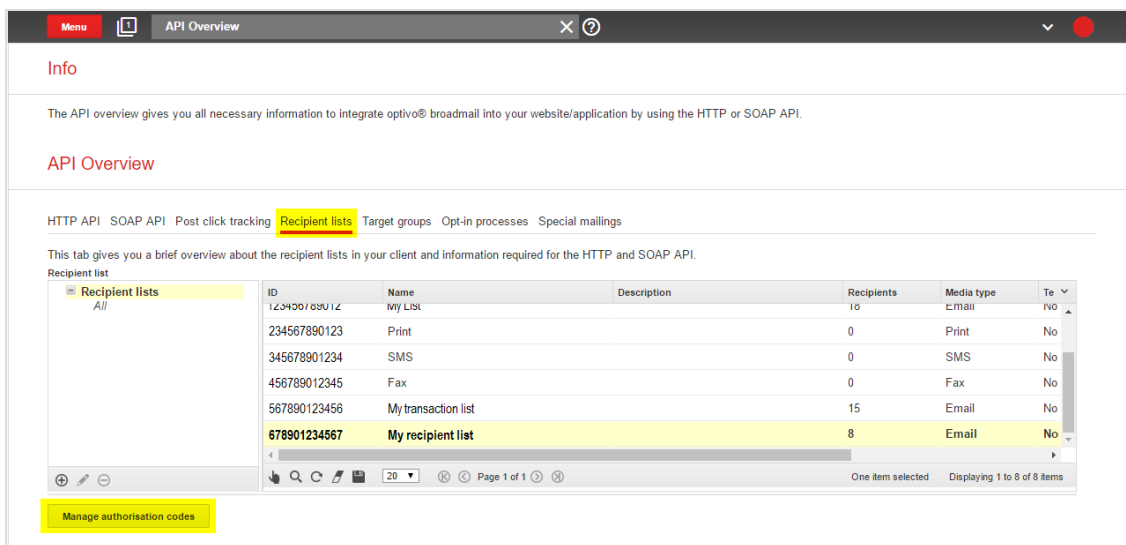 Menu 1 API Overview
Info
The API overview gives you all necessary information to integrate optivo® broadmail into your website/application by using the HTTP or SOAP API.
API Overview
HTTP API SOAP API Post click tracking Recipient lists Target groups Opt-in processes Special mailings
This tab gives you a brief overview about the recipient lists in your client and information required for the HTTP and SOAP API.
Recipient list
Recipient lists
All
ID Name Description Recipients Media type Te
123456789012 My List 18 Email No
234567890123 Print 0 Print No
345678901234 SMS 0 SMS No
456789012345 Fax 0 Fax No
567890123456 My transaction list 15 Email No
678901234567 My recipient list 8 Email No
20 Page 1 of 1 One item selected Displaying 1 to 8 of 8 items
Manage authorisation codes